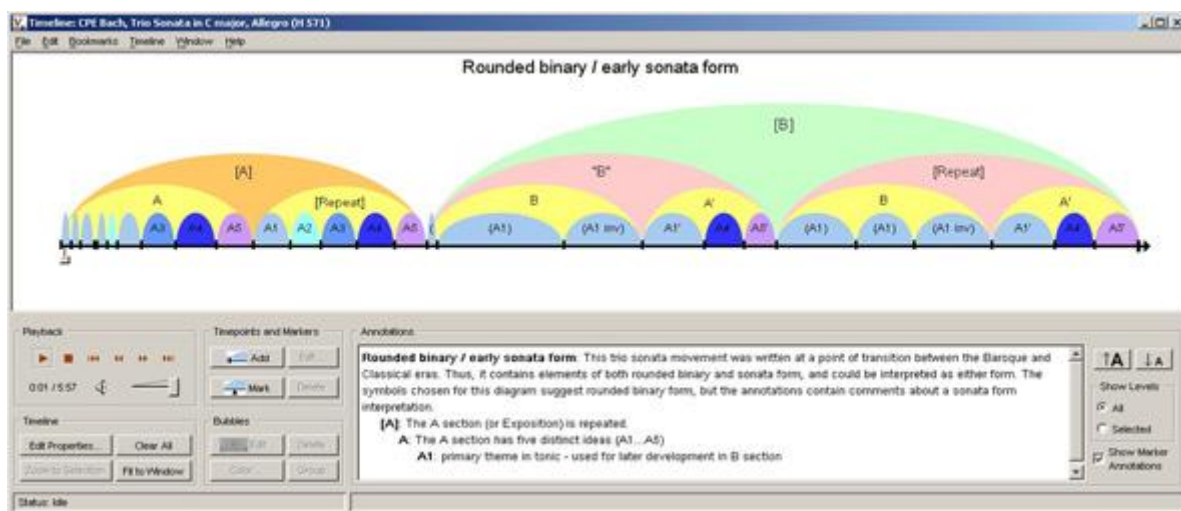 Timeline: CPE Bach, Trio Sonata in C major, Allegro (H 571)
File Edit Bookmarks Timeline Window Help
Rounded binary / early sonata form
[B]
[A] "B" [Repeat]
A [Repeat] B A' B A'
A3 A4 A5 A1 A2 A3 A4 A5 ( (A1) (A1 inv) A1' A4 A5' (A1) (A1) (A1 inv) A1' A4 A5'
Playback
0:01 / 5:57
Timepoints and Markers
Add Edit...
Mark Delete
Timeline
Edit Properties... Clear All
Zoom to Selection Fit to Window
Bubbles
Edit Delete
Color... Group
Annotations
Rounded binary / early sonata form: This trio sonata movement was written at a point of transition between the Baroque and
Classical eras. Thus, it contains elements of both rounded binary and sonata form, and could be interpreted as either form. The
symbols chosen for this diagram suggest rounded binary form, but the annotations contain comments about a sonata form
interpretation.
[A]: The A section (or Exposition) is repeated.
A: The A section has five distinct ideas (A1...A5)
A1: primary theme in tonic - used for later development in B section
↑A ↓A
Show Levels
All
Selected
Show Marker
Annotations
Status: Idle